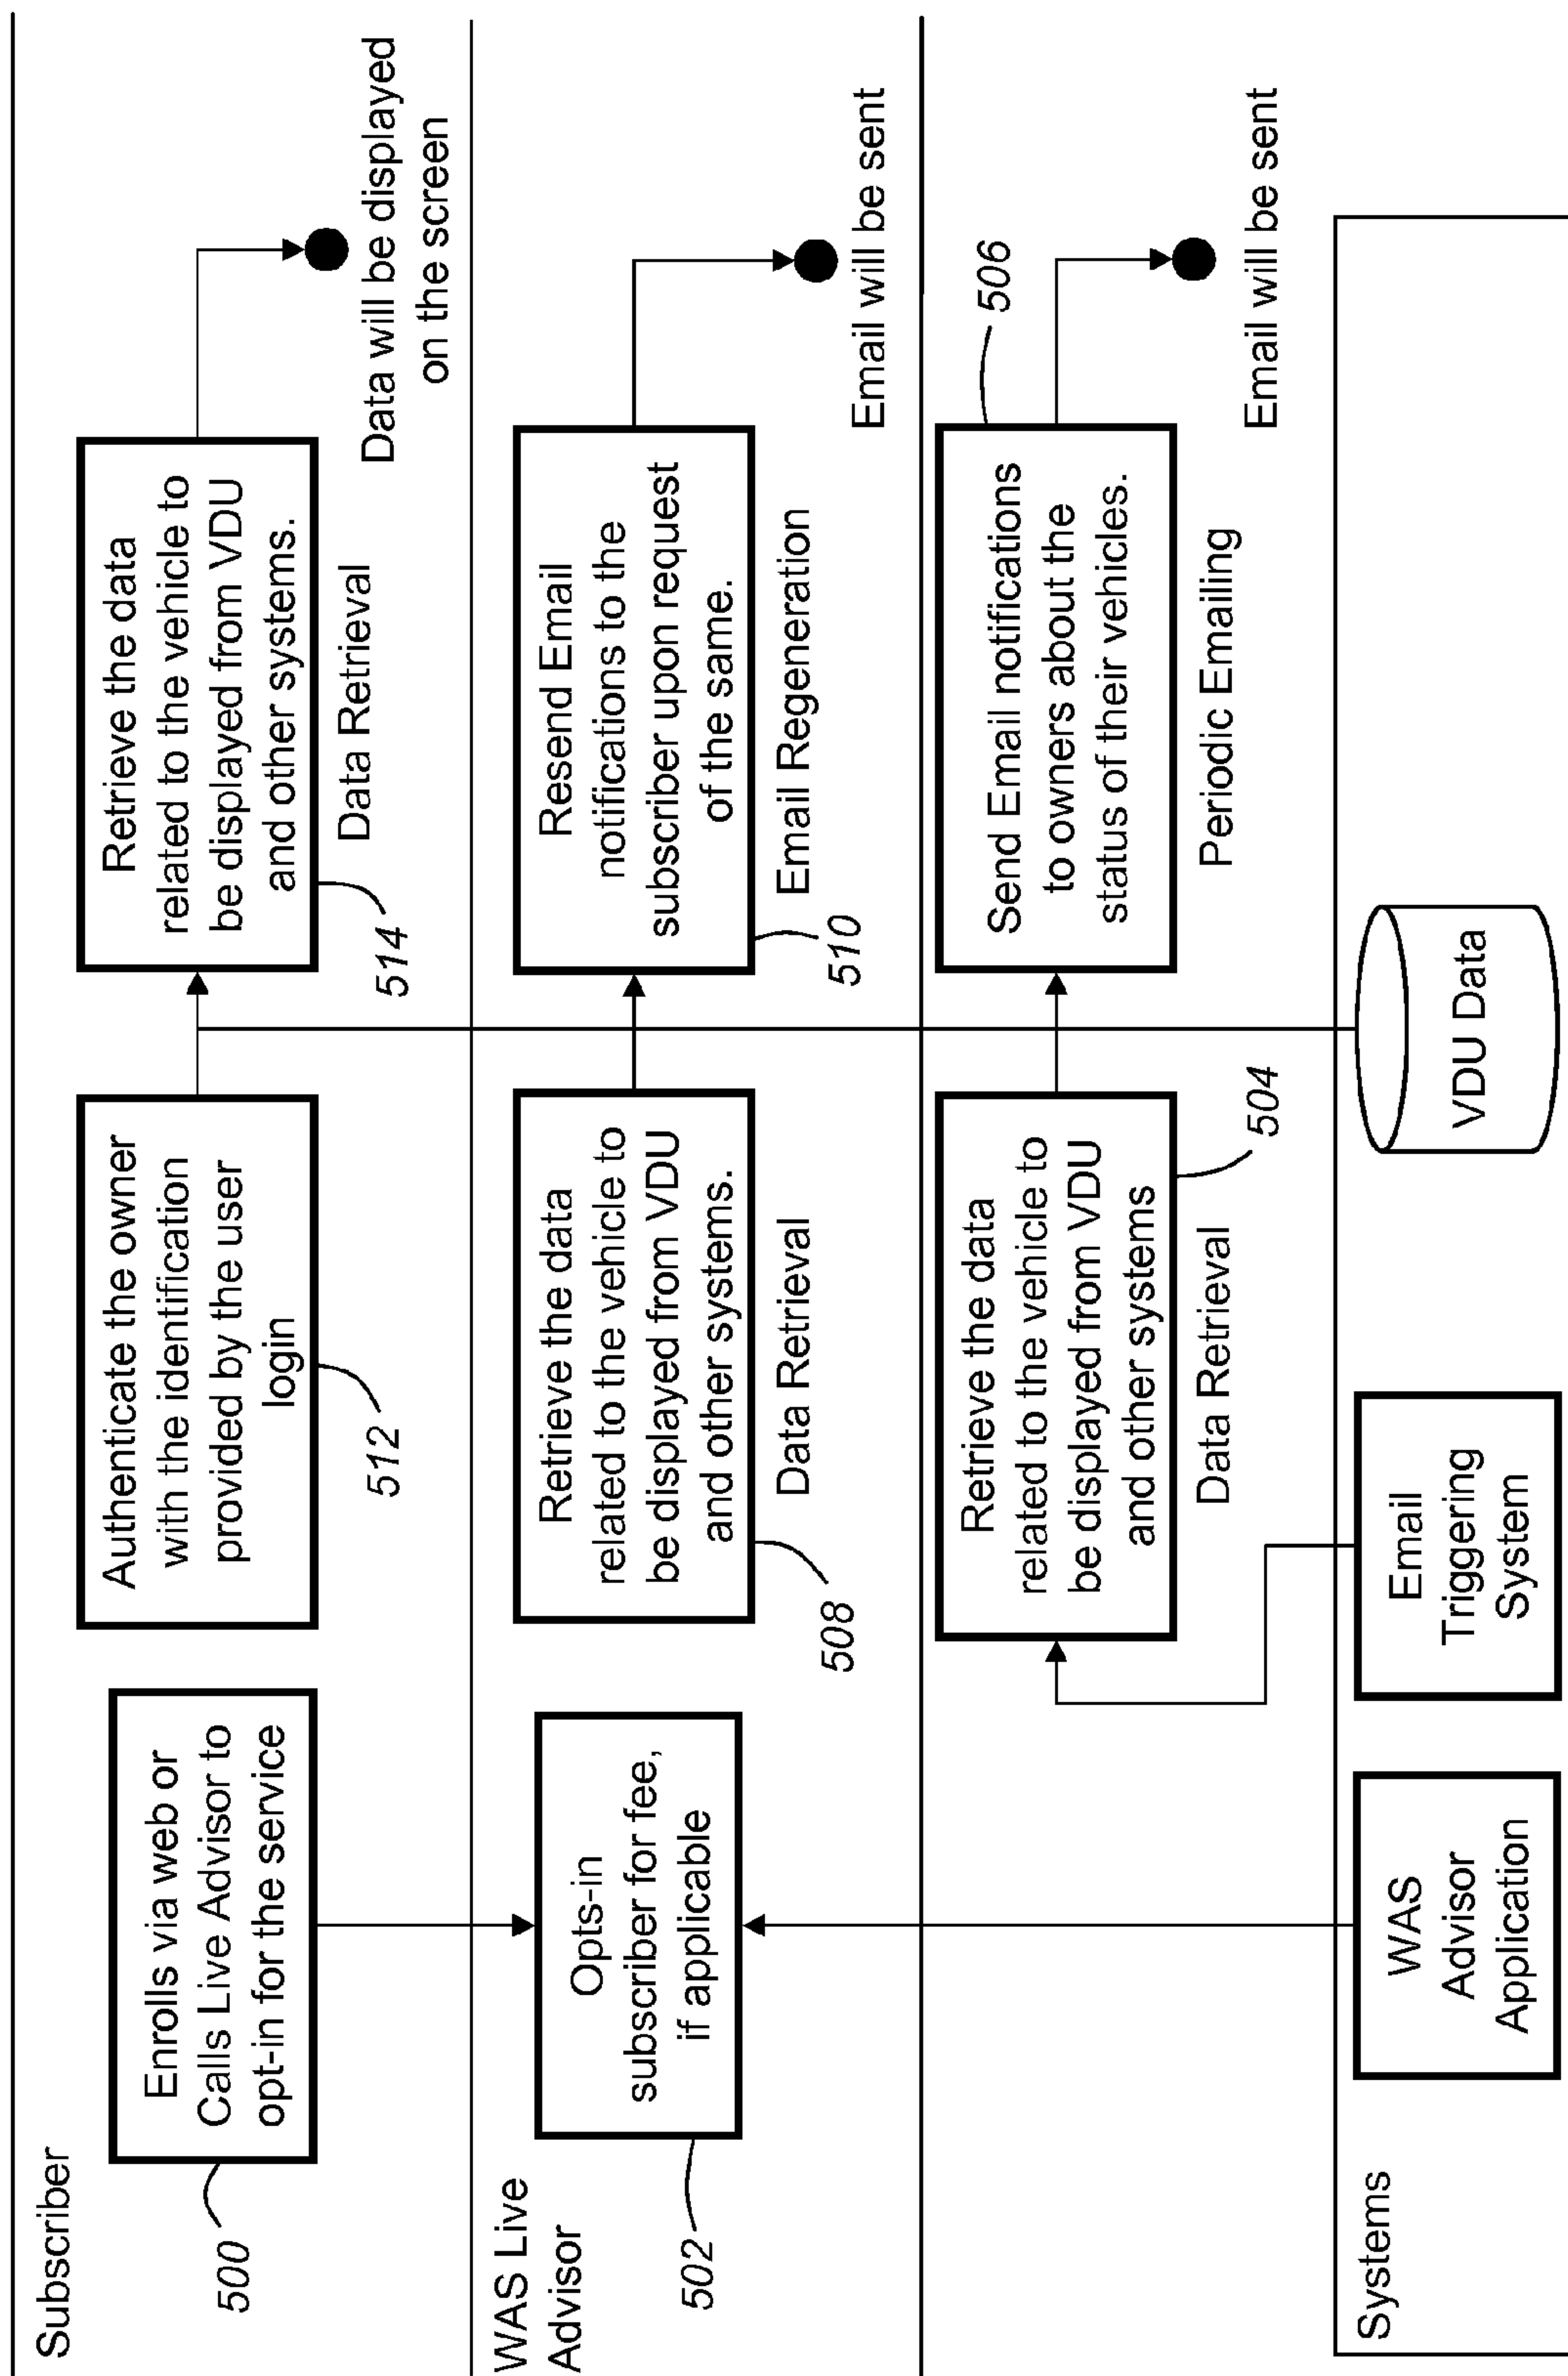 Subscriber
Enrolls via web or
Calls Live Advisor to
opt-in for the service
500
Authenticate the owner
with the identification
provided by the user
login
512
Retrieve the data
related to the vehicle to
be displayed from VDU
and other systems.
514
Data Retrieval
Data will be displayed
on the screen
WAS Live
Advisor
Opts-in
subscriber for fee,
if applicable
502
Retrieve the data
related to the vehicle to
be displayed from VDU
and other systems.
508
Data Retrieval
Resend Email
notifications to the
subscriber upon request
of the same.
510
Email Regeneration
Email will be sent
Retrieve the data
related to the vehicle to
be displayed from VDU
and other systems
504
Data Retrieval
Send Email notifications
to owners about the
status of their vehicles.
506
Periodic Emailing
Email will be sent
Systems
WAS
Advisor
Application
Email
Triggering
System
VDU Data